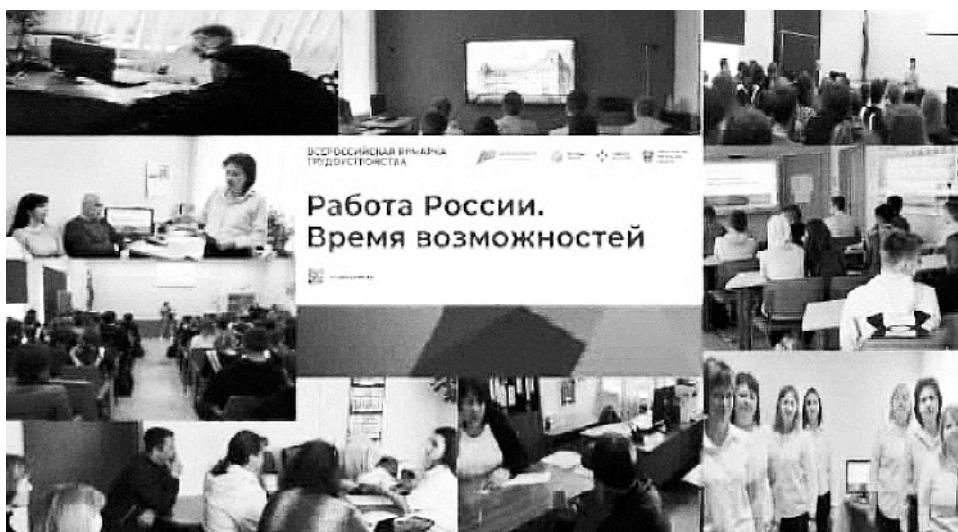 ВСЕРОССИЙСКАЯ ЯРМАРКА
ТРУДОУСТРОЙСТВА
Работа России.
Время возможностей